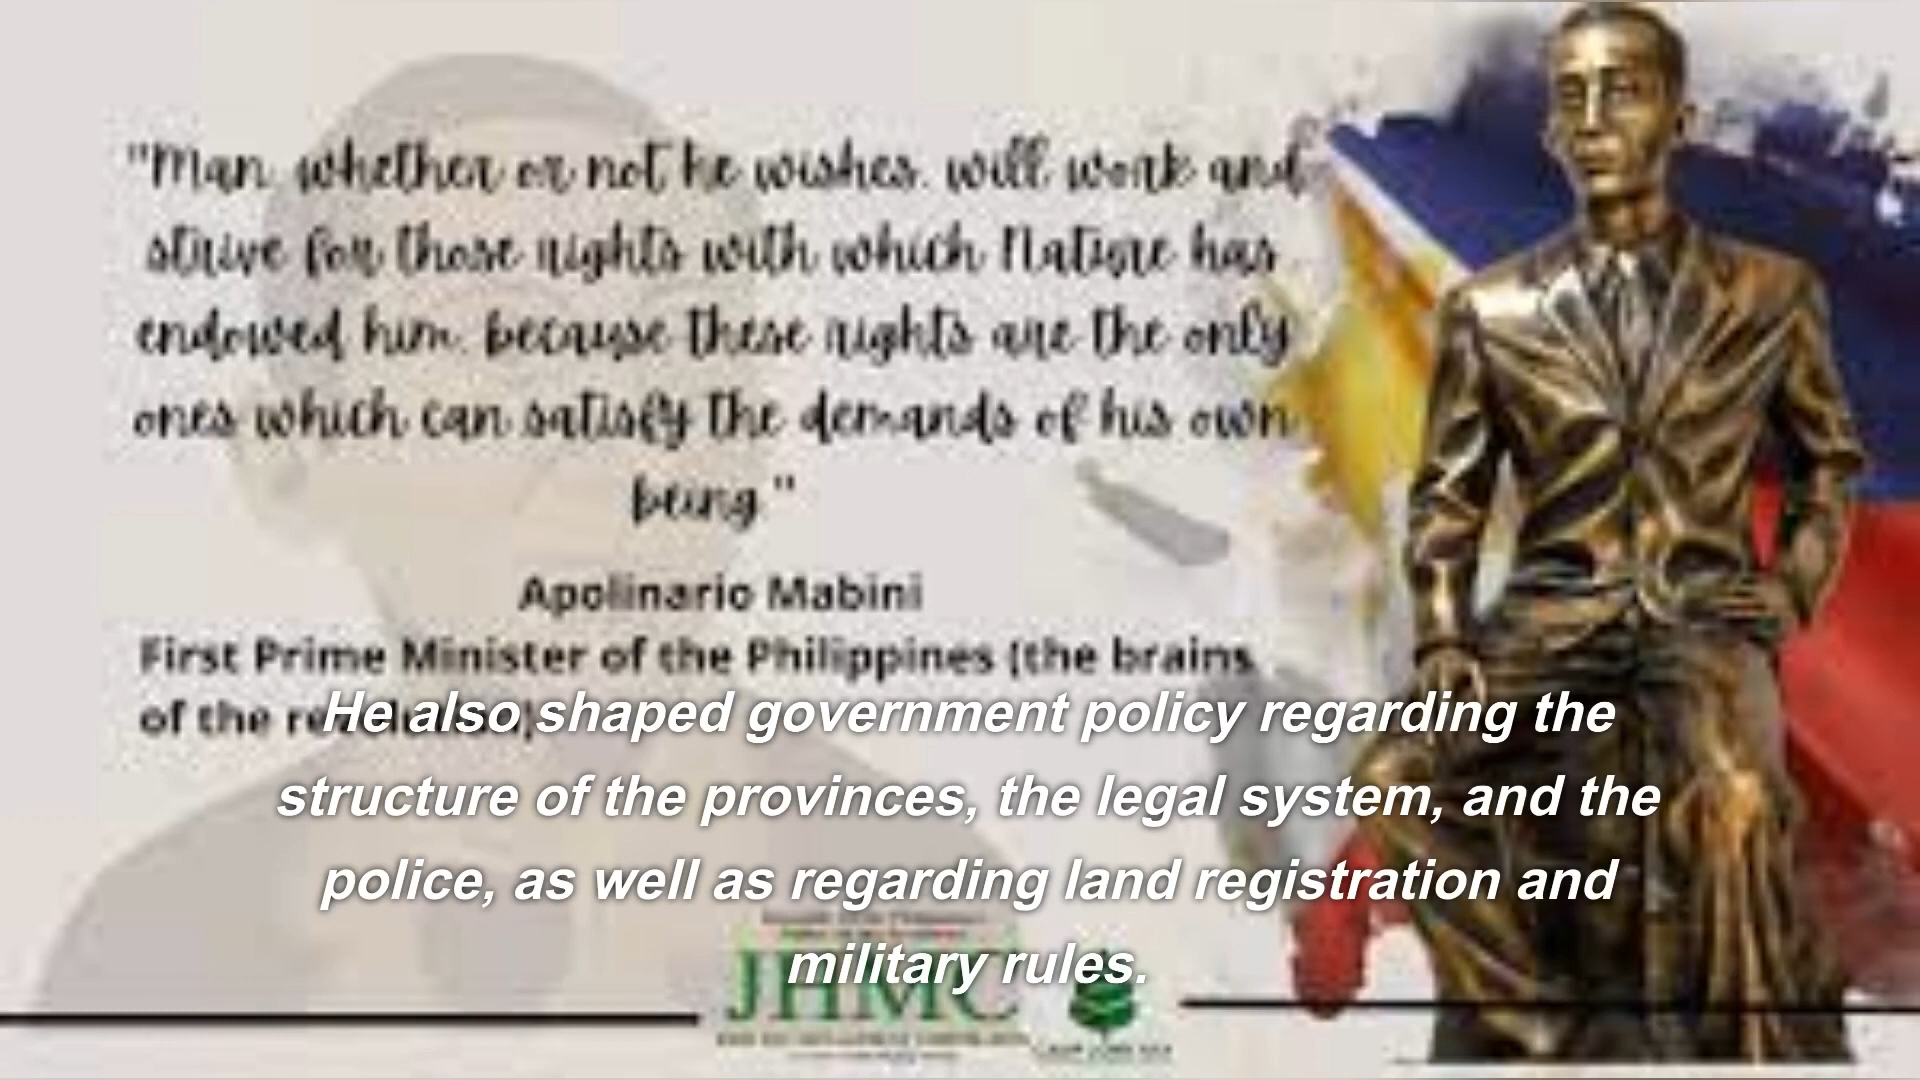 "Man, whether or not he wishes, will work and
strive for those rights with which Nature has
endowed him, because these rights are the only
ones which can satisfy the demands of his own
being."
Apolinario Mabini
First Prime Minister of the Philippines (the brains
of the
He also shaped government policy regarding the
structure of the provinces, the legal system, and the
police, as well as regarding land registration and
military rules.
JHMC